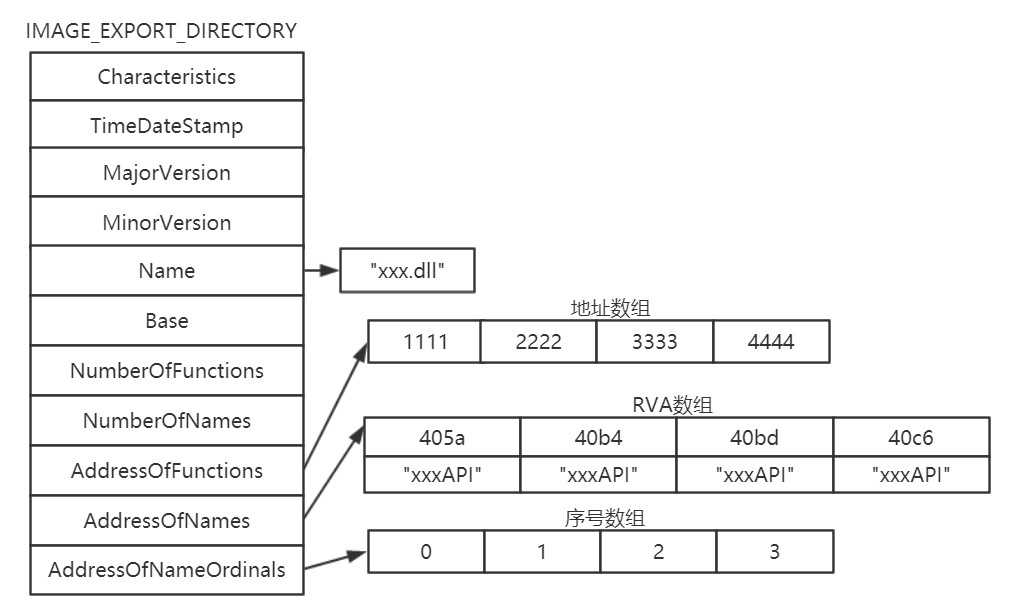 IMAGE_EXPORT_DIRECTORY
Characteristics
TimeDateStamp
MajorVersion
MinorVersion
Name
"xxx.dll"
Base
地址数组
1111 2222 3333 4444
NumberOfFunctions
NumberOfNames
RVA数组
405a 40b4 40bd 40c6
AddressOfFunctions
"xxxAPI" "xxxAPI" "xxxAPI" "xxxAPI"
AddressOfNames
序号数组
0 1 2 3
AddressOfNameOrdinals